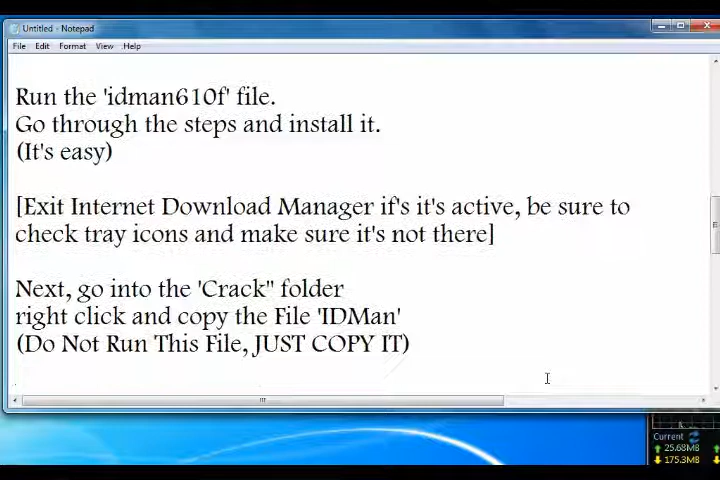 Untitled - Notepad
File Edit Format View Help
Run the 'idman610f' file.
Go through the steps and install it.
(It's easy)
[Exit Internet Download Manager if's it's active, be sure to
check tray icons and make sure it's not there]
Next, go into the 'Crack" folder
right click and copy the File 'IDMan'
(Do Not Run This File, JUST COPY IT)
Current
25.68MB
175.3MB